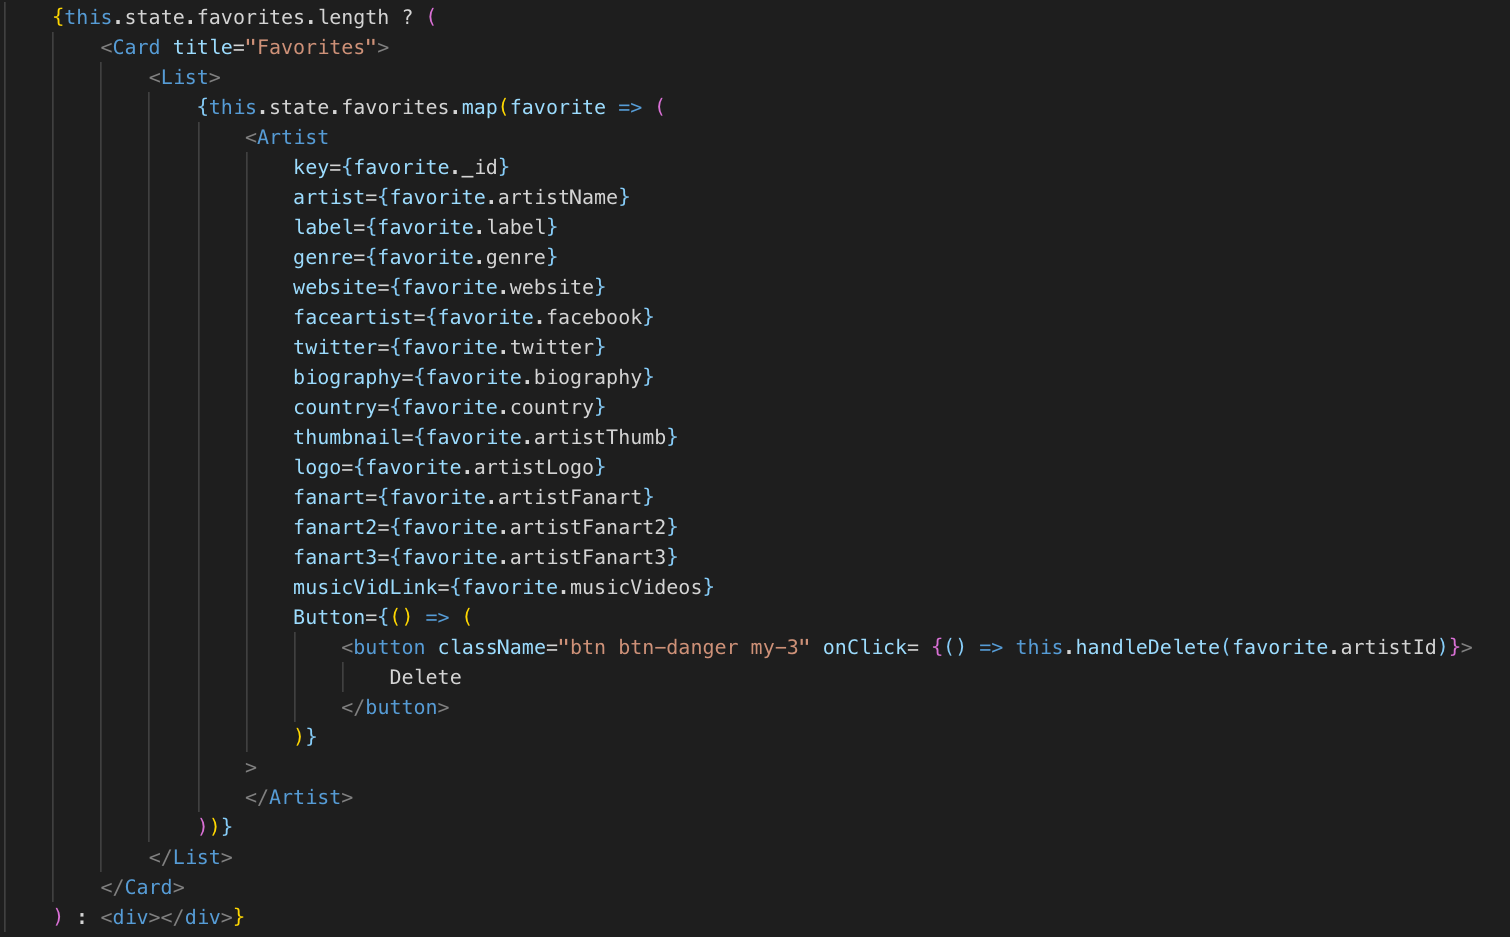 {this.state.favorites.length ? (
<Card title="Favorites">
<List>
{this.state.favorites.map(favorite => (
<Artist
key={favorite._id}
artist={favorite.artistName}
label={favorite.label}
genre={favorite.genre}
website={favorite.website}
faceartist={favorite.facebook}
twitter={favorite.twitter}
biography={favorite.biography}
country={favorite.country}
thumbnail={favorite.artistThumb}
logo={favorite.artistLogo}
fanart={favorite.artistFanart}
fanart2={favorite.artistFanart2}
fanart3={favorite.artistFanart3}
musicVidLink={favorite.musicVideos}
Button={() => (
<button className="btn btn-danger my-3" onClick= {() => this.handleDelete(favorite.artistId)}>
Delete
</button>
)}
>
</Artist>
))}
</List>
</Card>
) : <div></div>}